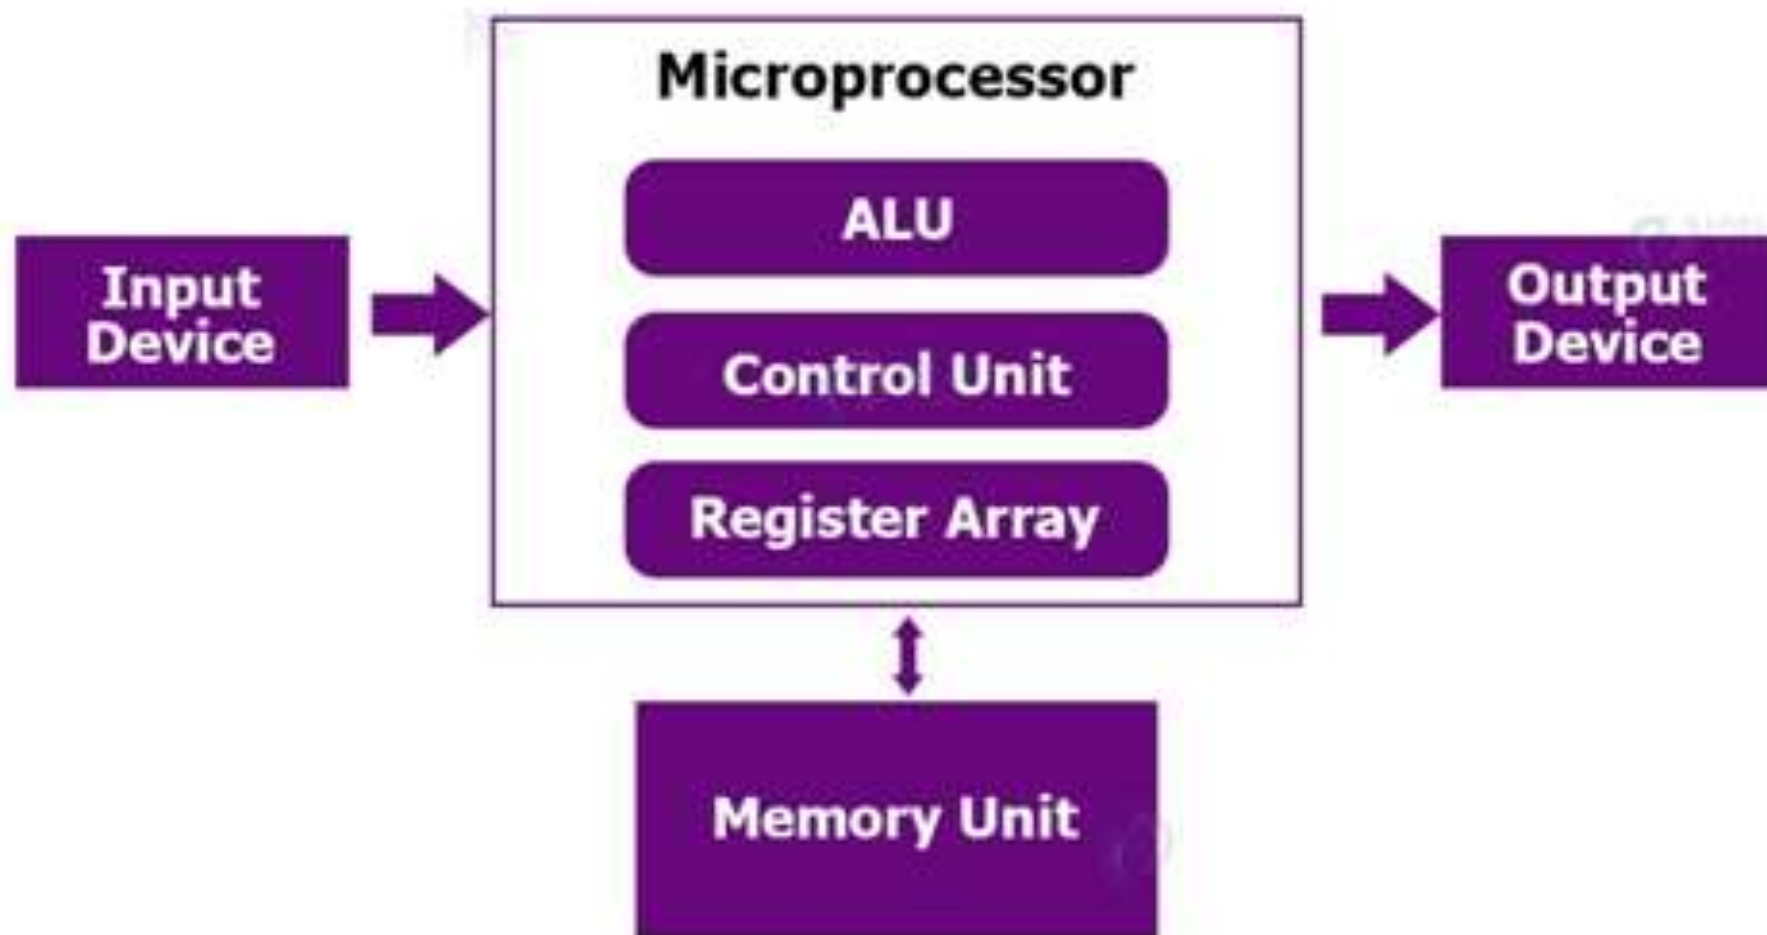 Microprocessor
ALU
Input
Device
Control Unit
Output
Device
Register Array
Memory Unit